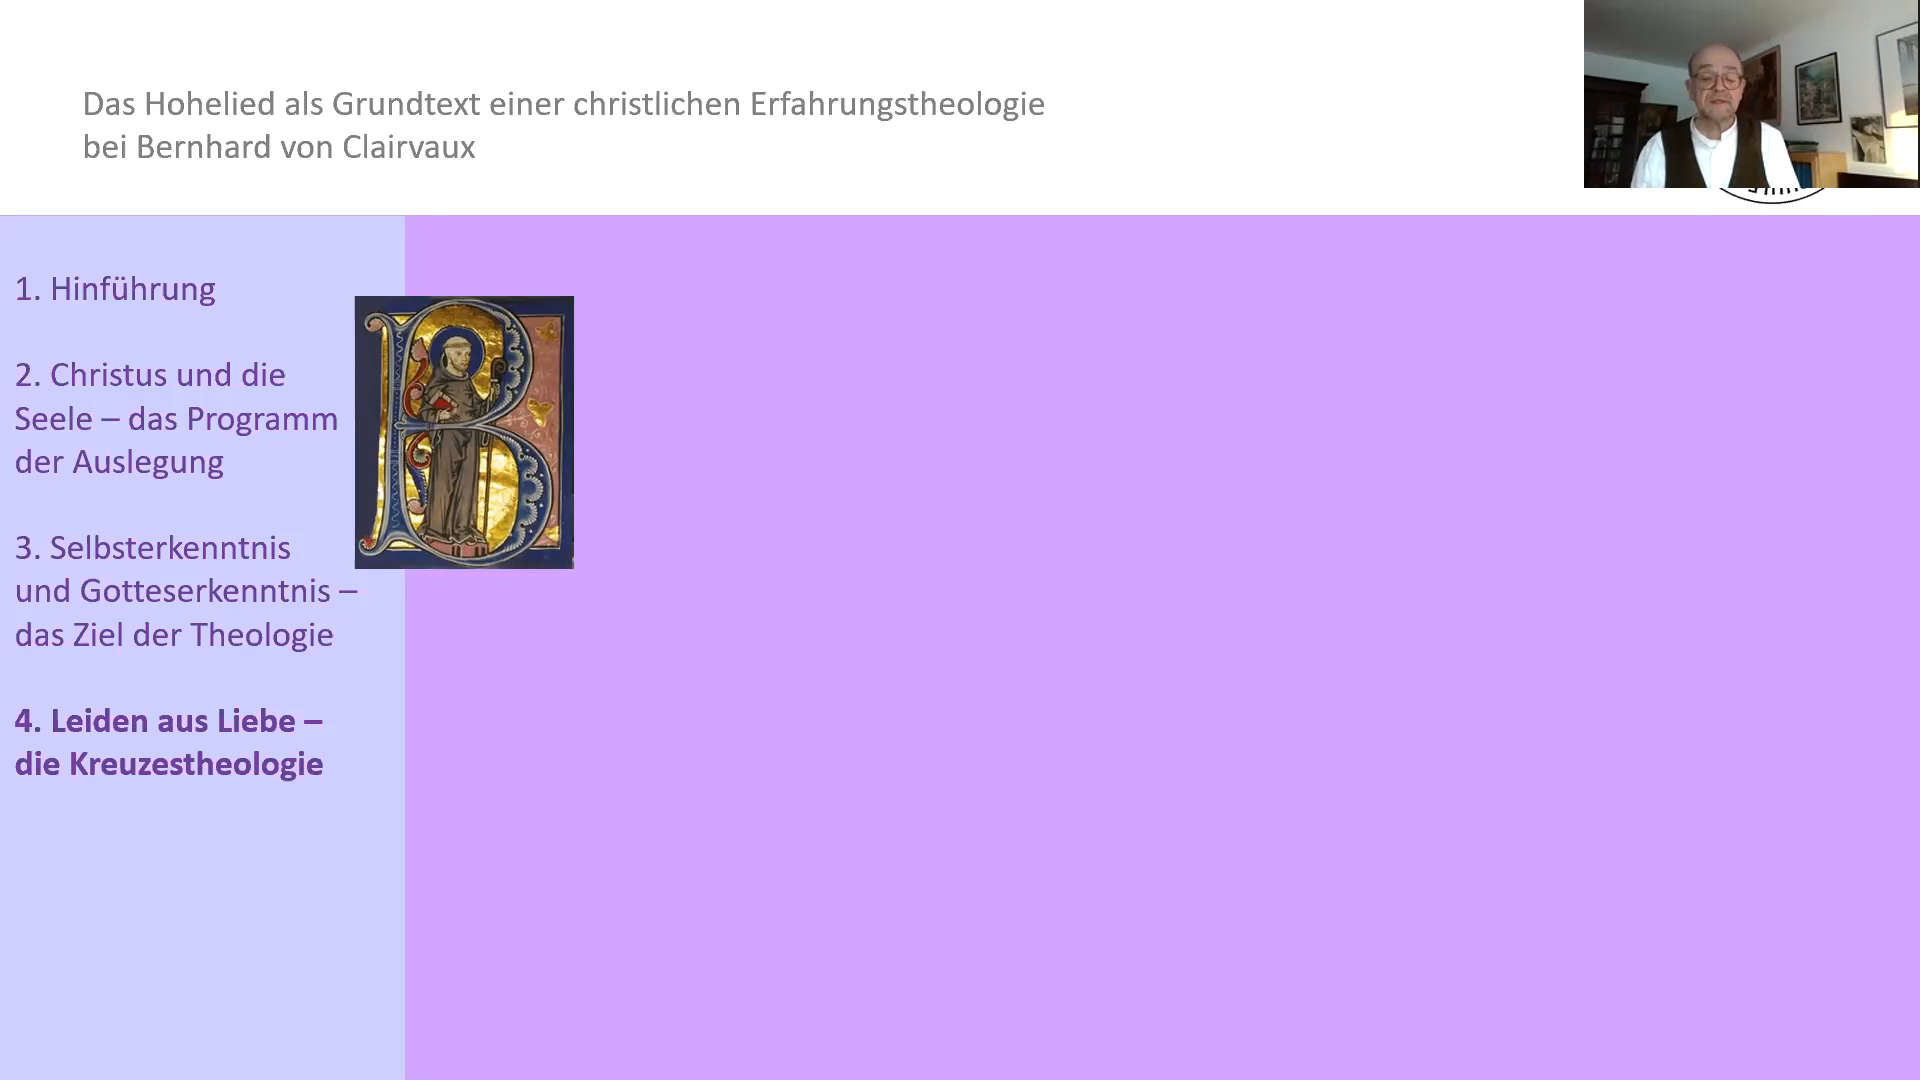 Das Hohelied als Grundtext einer christlichen Erfahrungstheologie
bei Bernhard von Clairvaux
1. Hinführung
2. Christus und die
Seele – das Programm
der Auslegung
3. Selbsterkenntnis
und Gotteserkenntnis –
das Ziel der Theologie
4. Leiden aus Liebe –
die Kreuzestheologie